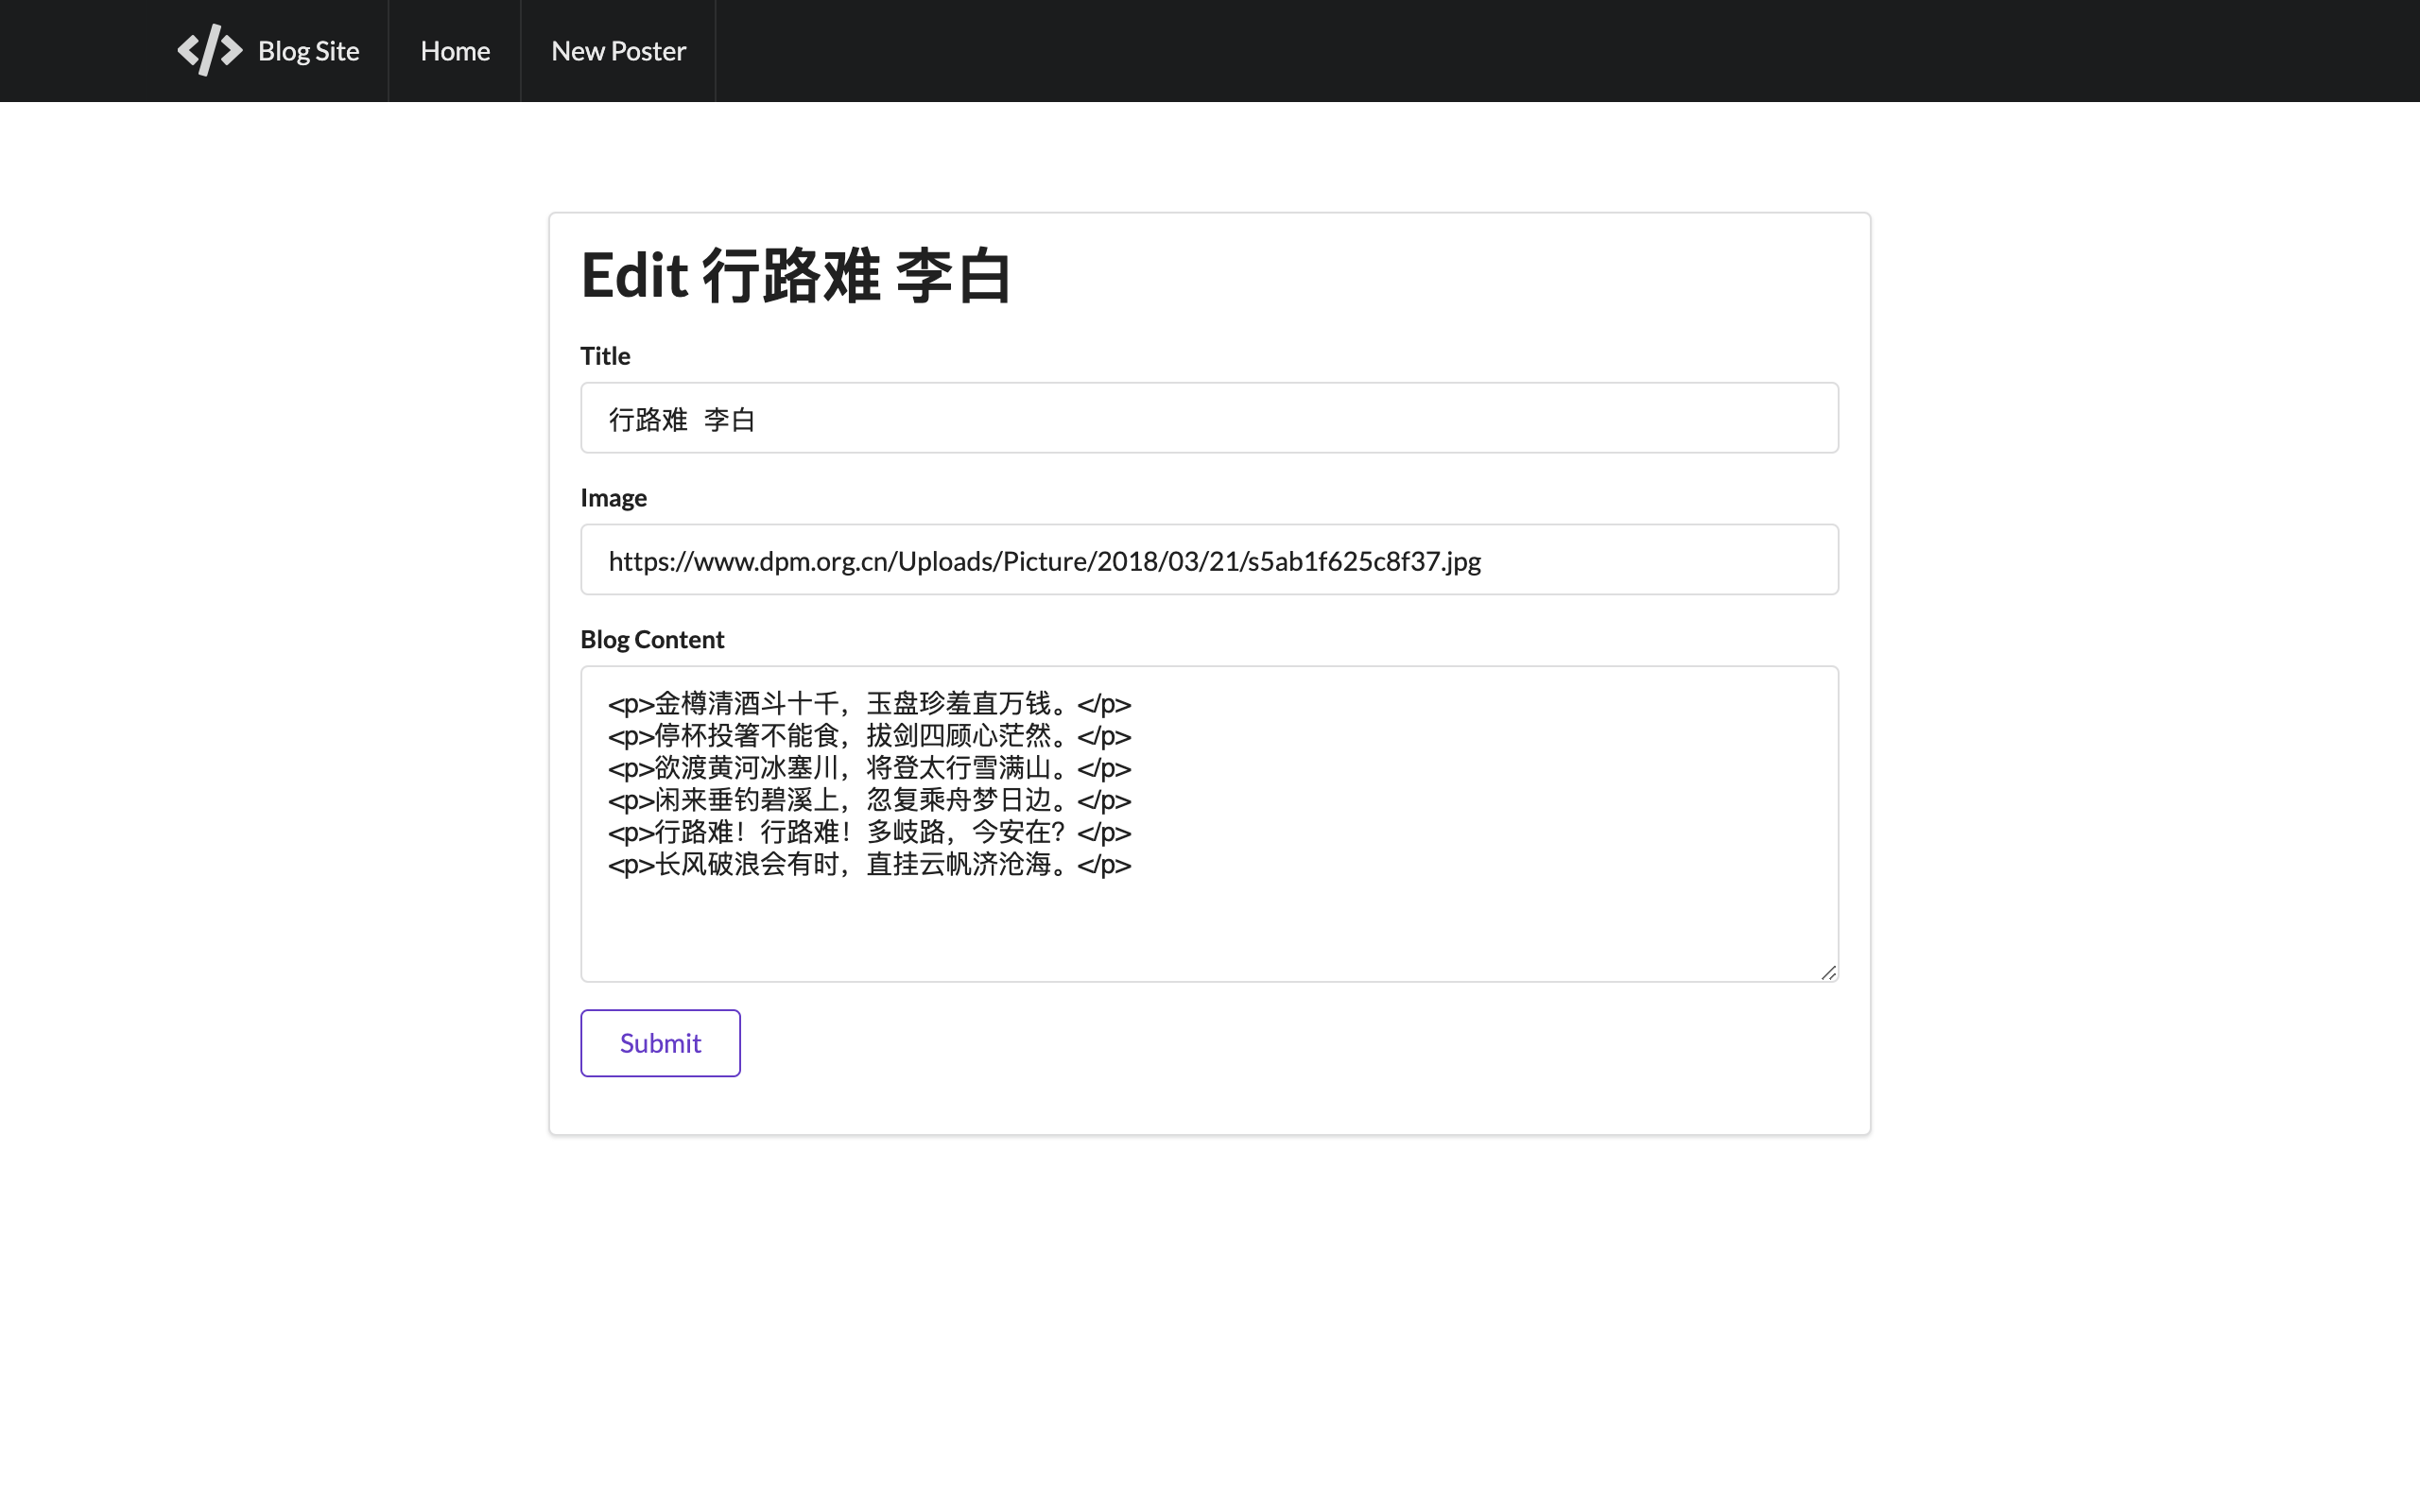 Blog Site
Home
New Poster
Edit 行路难 李白
Title
行路难 李白
Image
https://www.dpm.org.cn/Uploads/Picture/2018/03/21/s5ab1f625c8f37.jpg
Blog Content
<p>金樽清酒斗十千，玉盘珍羞直万钱。</p>
<p>停杯投箸不能食，拔剑四顾心茫然。</p>
<p>欲渡黄河冰塞川，将登太行雪满山。</p>
<p>闲来垂钓碧溪上，忽复乘舟梦日边。</p>
<p>行路难！行路难！多岐路，今安在？</p>
<p>长风破浪会有时，直挂云帆济沧海。</p>
Submit